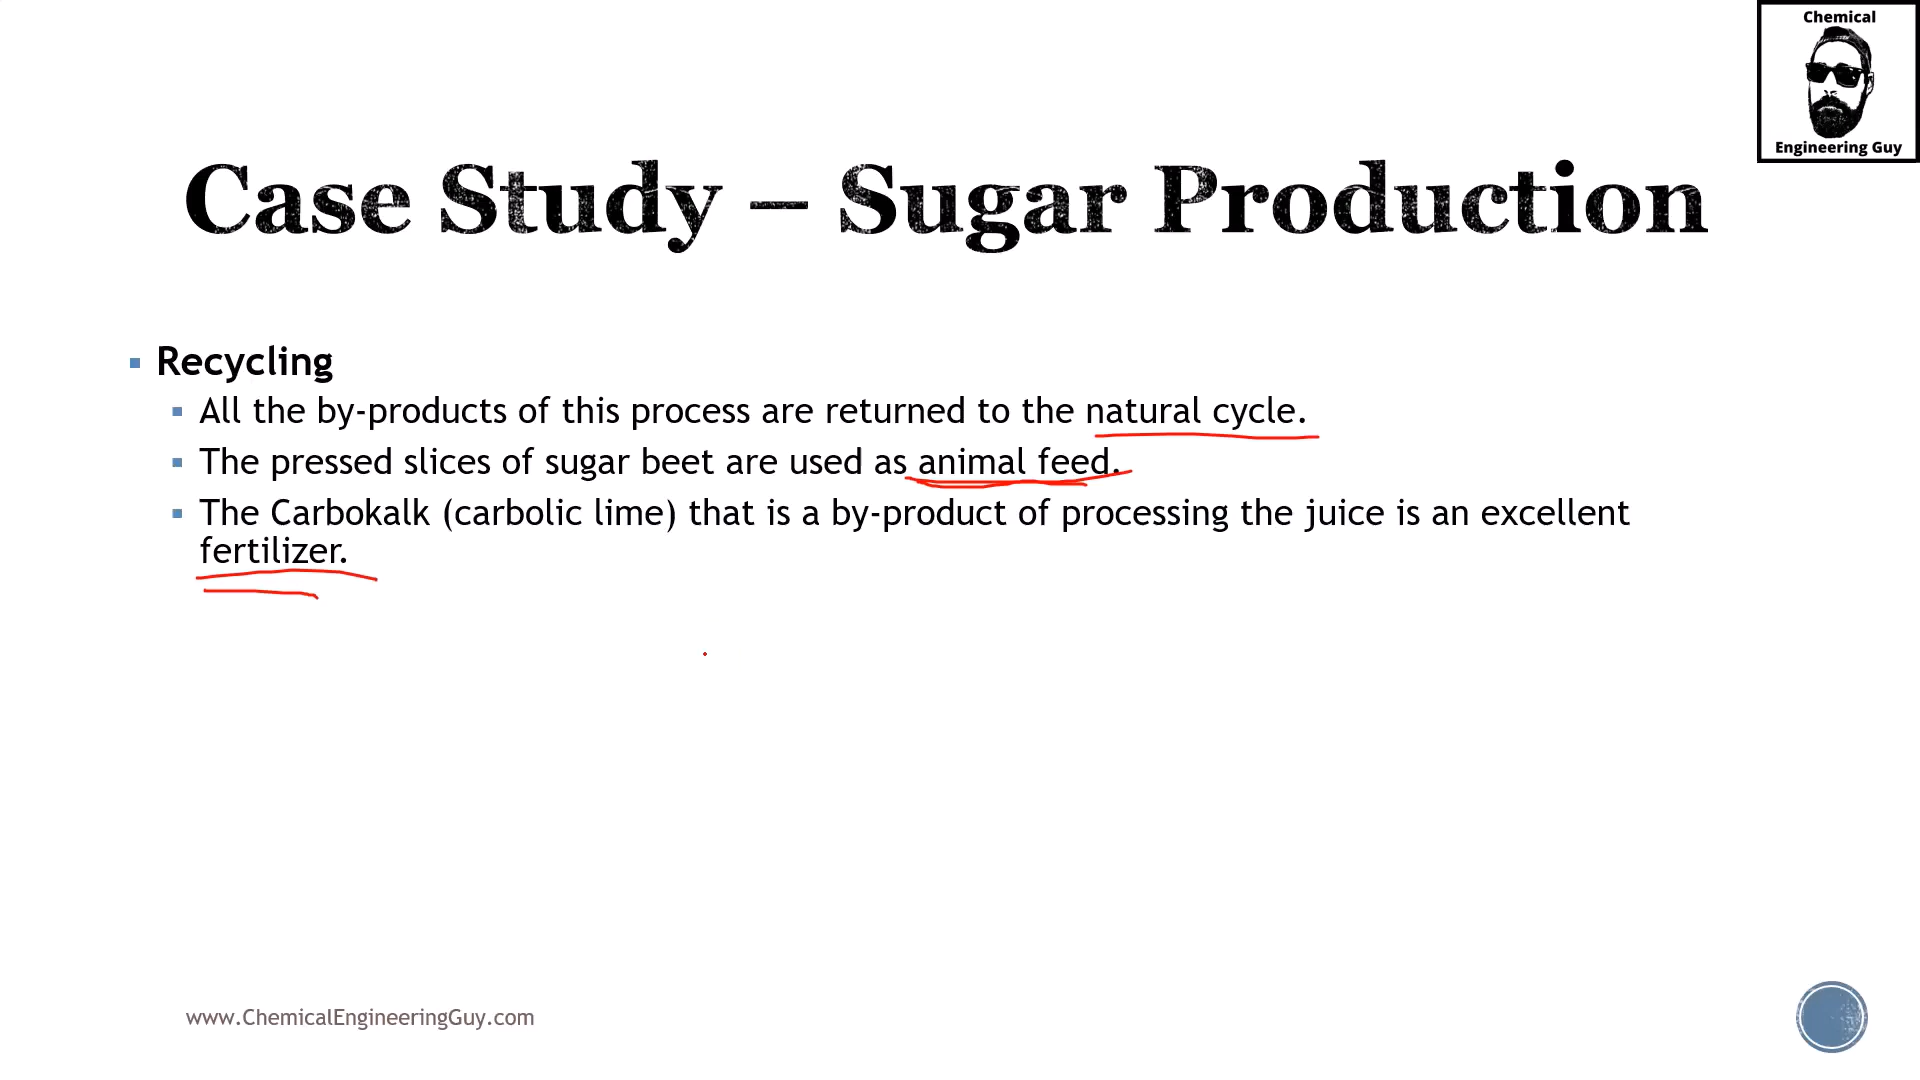 Chemical
Engineering Guy
Case Study – Sugar Production
Recycling
All the by-products of this process are returned to the natural cycle.
The pressed slices of sugar beet are used as animal feed.
The Carbokalk (carbolic lime) that is a by-product of processing the juice is an excellent
fertilizer.
www.ChemicalEngineeringGuy.com